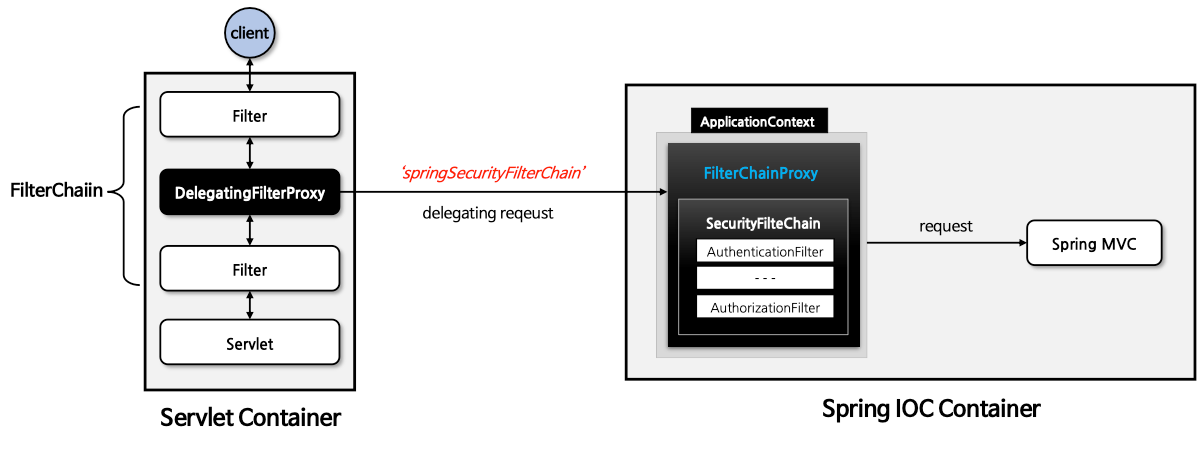 client
Filter
FilterChaiin
DelegatingFilterProxy
Filter
Servlet
Servlet Container
‘springSecurityFilterChain’
delegating reqeust
ApplicationContext
FilterChainProxy
SecurityFilteChain
AuthenticationFilter
- - -
AuthorizationFilter
request
Spring MVC
Spring IOC Container